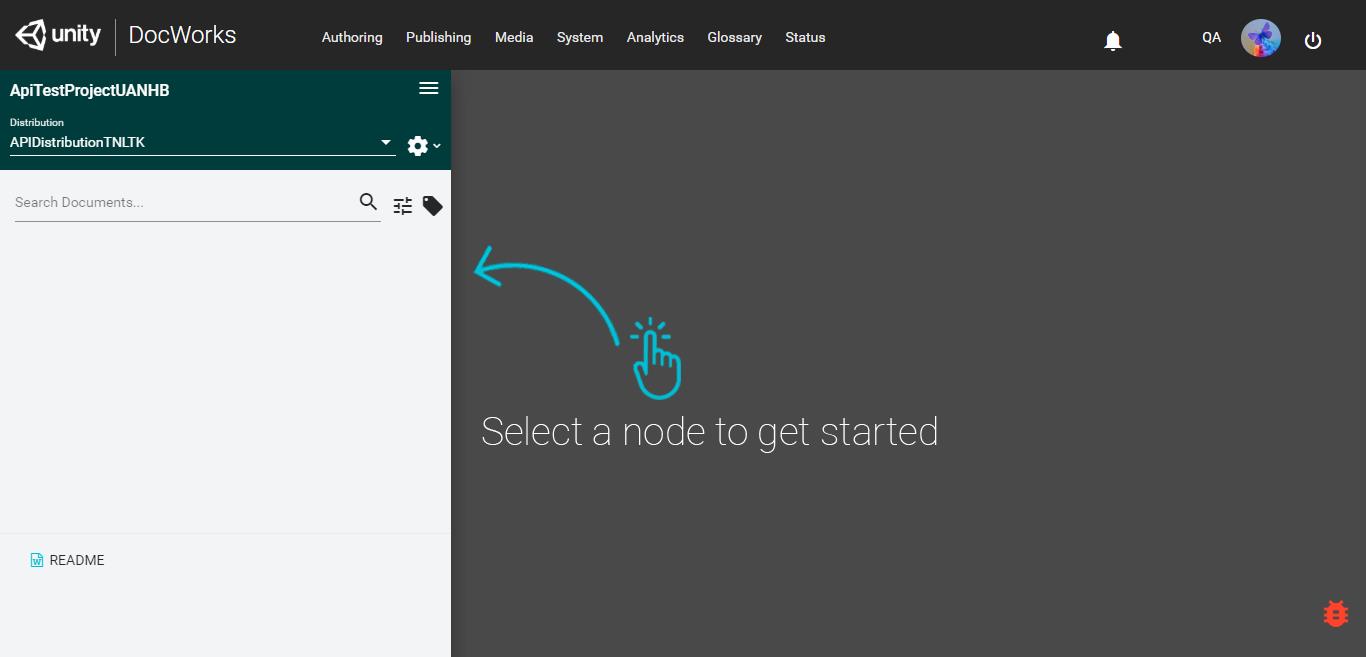 unity DocWorks Authoring Publishing Media System Analytics Glossary Status QA
ApiTestProjectUANHB
Distribution
APIDistributionTNLTK
Search Documents...
Select a node to get started
W README